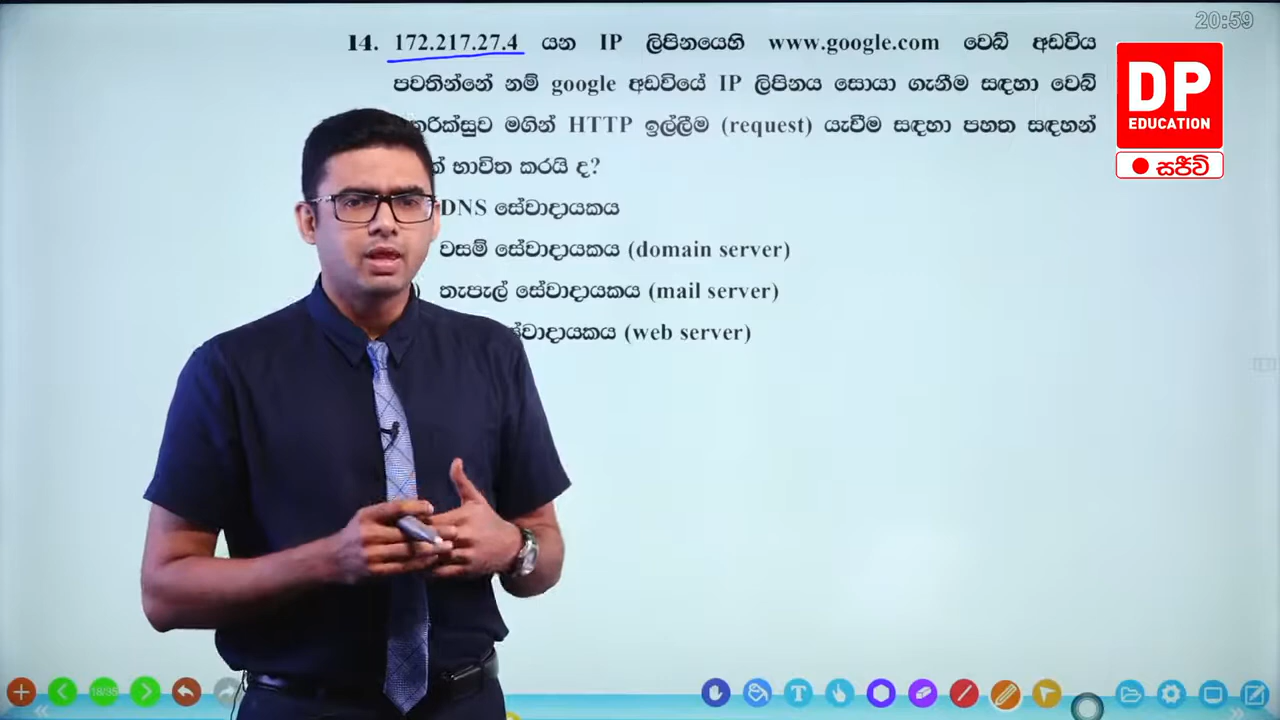 20:59
14. 172.217.27.4 යන IP ලිපිනයෙහි www.google.com වෙබ් අඩවිය
පවතින්නේ නම් google අඩවියේ IP ලිපිනය සොයා ගැනීම සඳහා වෙබ්
මගින් HTTP ඉල්ලීම (request) යැවීම සඳහා පහත සඳහන්
භාවිත කරයි ද?
DNS සේවාදායකය
වසම් සේවාදායකය (domain server)
තැපැල් සේවාදායකය (mail server)
(web server)
DP
EDUCATION
සජීවි
18/35